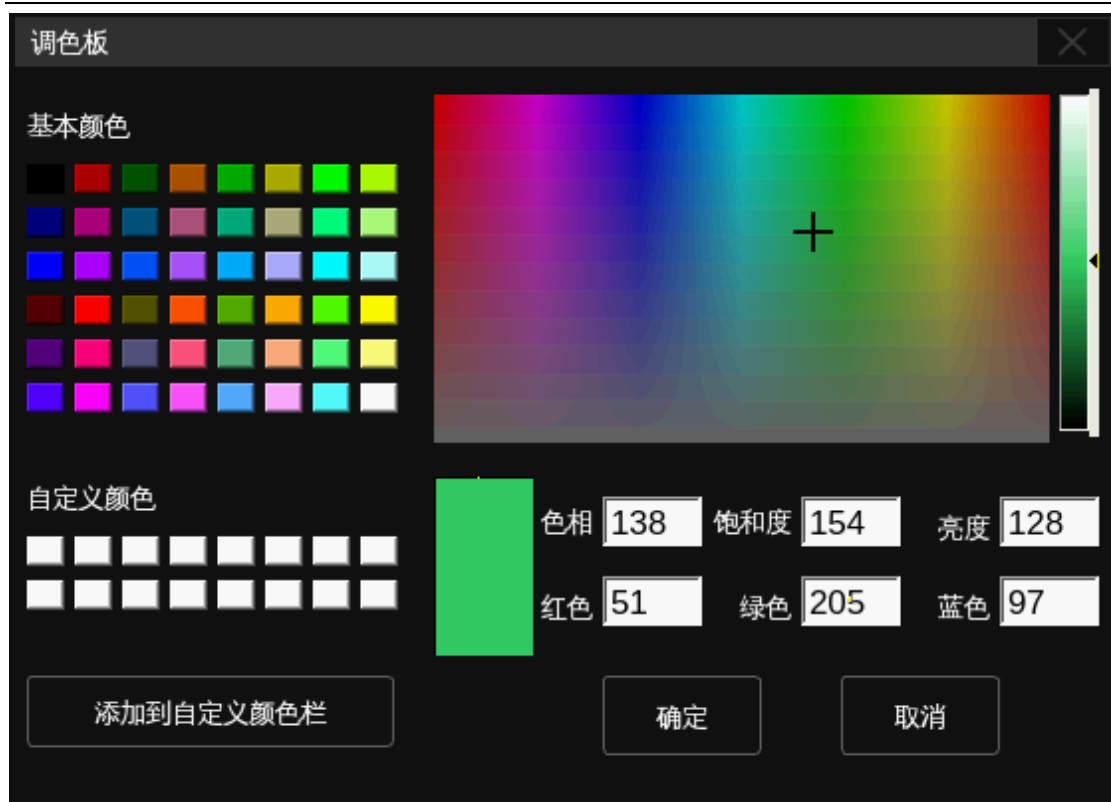 调色板
基本颜色
自定义颜色
色相 138 饱和度 154 亮度 128
红色 51 绿色 205 蓝色 97
添加到自定义颜色栏 确定 取消